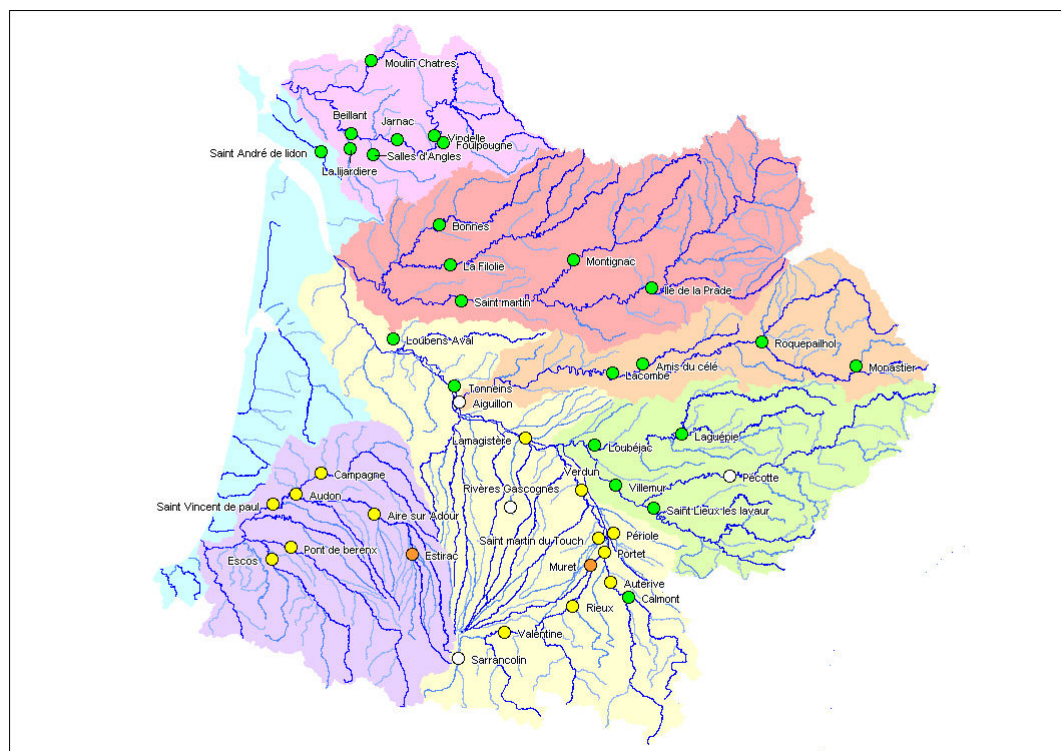 Moulin Chatres
Beillant
Jarnac
Vindelle
Foulpougne
Saint André de lidon
Salles d'Angles
La lijardiere
Bonnes
La Filolie
Montignac
Ile de la Prade
Saint martin
Loubens Aval
Roquepailhol
Amis du célé
Monastier
Lacombe
Tonneins
Aiguillon
Lamagistère
Laguépie
Loubéjac
Campagne
Verdun
Pécotte
Audon
Rivères Gascognes
Villemur
Saint Vincent de paul
Aire sur Adour
Saint Lieux les lavaur
Périole
Saint martin du Touch
Pont de berenx
Estirac
Portet
Escos
Muret
Auterive
Calmont
Rieux
Valentine
Sarrancolin